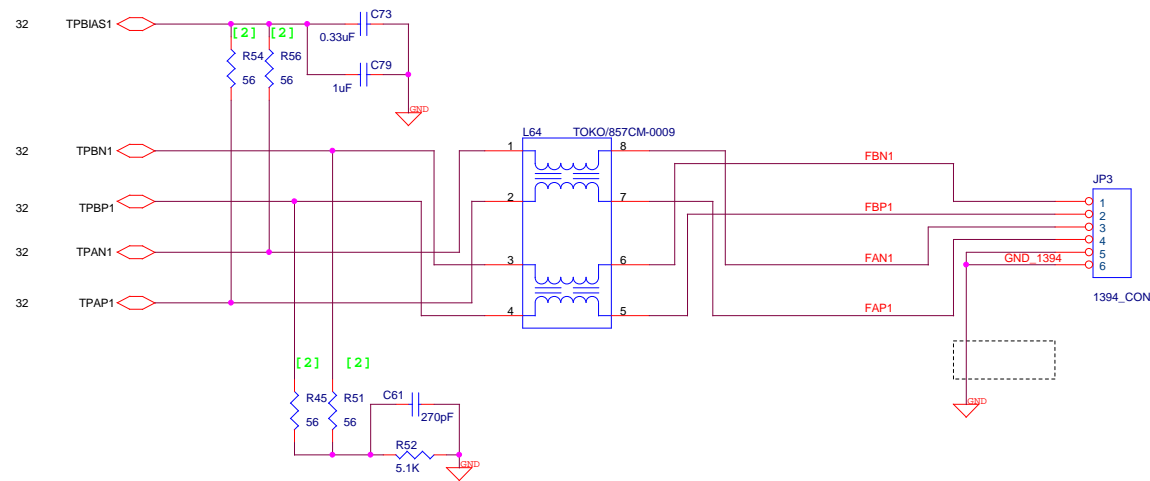 32 TPBIAS1
[2] [2]
C73
0.33uF
R54 R56
56 56
C79
1uF
GND
L64 TOKO/857CM-0009
32 TPBN1
1 8
FBN1
JP3
32 TPBP1
2 7
FBP1
1
2
3
4
5
6
32 TPAN1
3 6
FAN1
GND_1394
32 TPAP1
4 5
FAP1
1394_CON
[2] [2]
R45 R51
56 56
C61
270pF
R52
5.1K
GND
GND